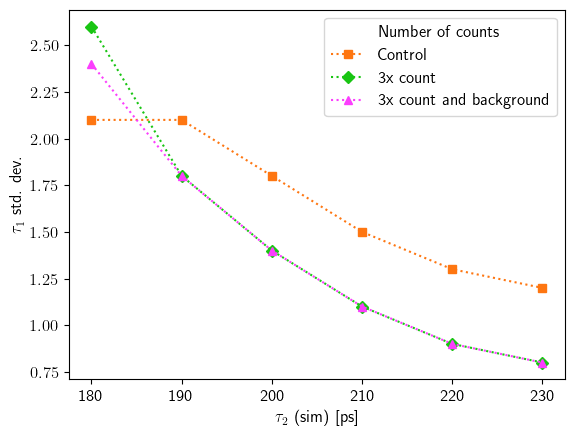 Number of counts
Control
3x count
3x count and background
2.50
2.25
2.00
1.75
1.50
1.25
1.00
0.75
τ₁ std. dev.
180 190 200 210 220 230
τ₂ (sim) [ps]